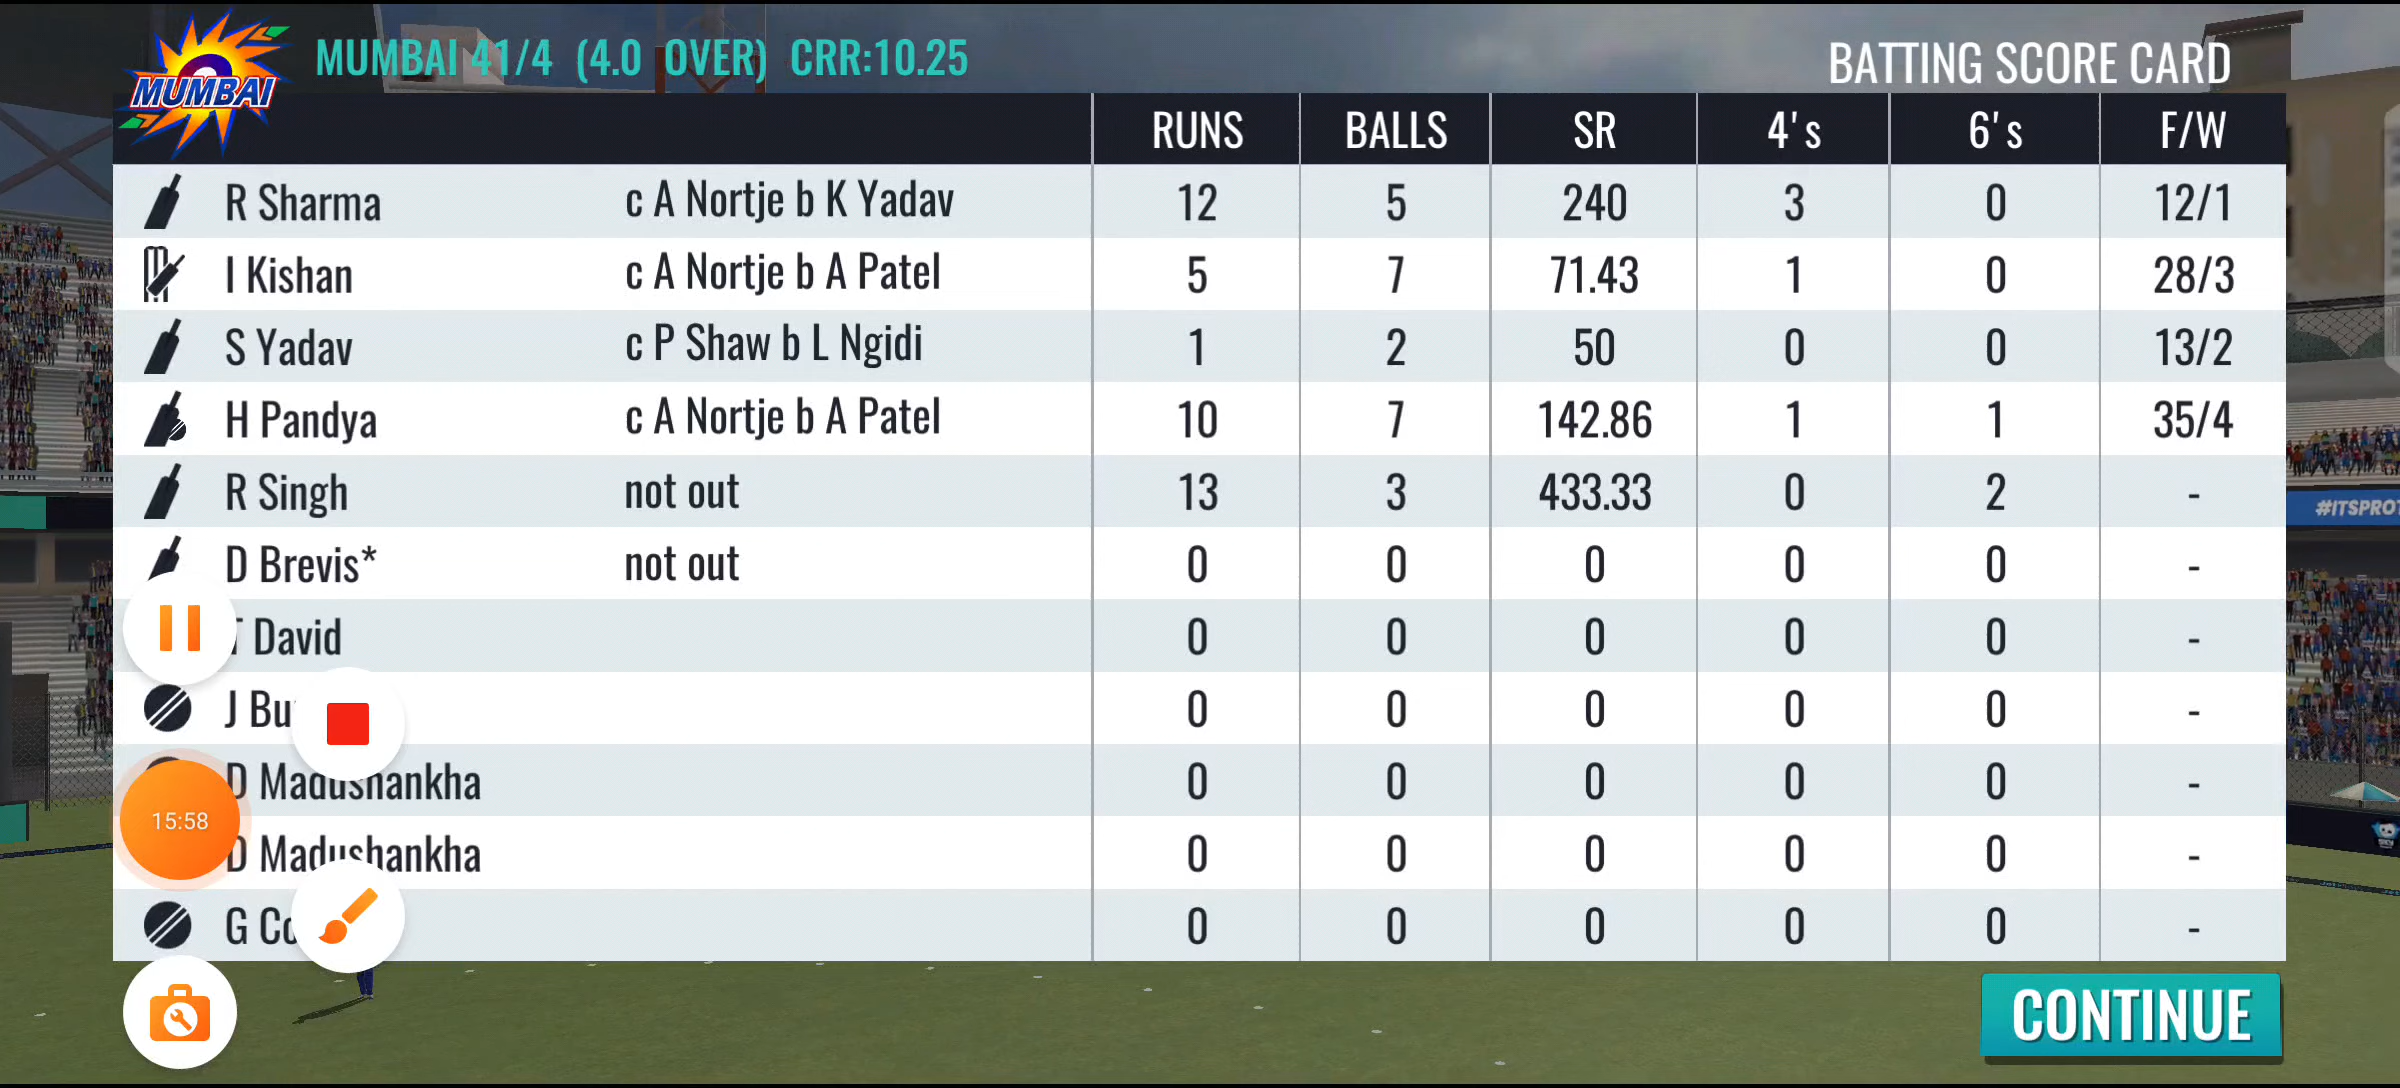 MUMBAI
MUMBAI 41/4 (4.0 OVER) CRR:10.25
BATTING SCORE CARD
RUNS BALLS SR 4's 6's F/W
R Sharma c A Nortje b K Yadav 12 5 240 3 0 12/1
I Kishan c A Nortje b A Patel 5 7 71.43 1 0 28/3
S Yadav c P Shaw b L Ngidi 1 2 50 0 0 13/2
H Pandya c A Nortje b A Patel 10 7 142.86 1 1 35/4
R Singh not out 13 3 433.33 0 2 -
#ITSPRO
D Brevis* not out 0 0 0 0 0 -
David 0 0 0 0 0 -
J Bu 0 0 0 0 0 -
D Madushankha 0 0 0 0 0 -
15:58
D Madushankha 0 0 0 0 0 -
G Co 0 0 0 0 0 -
CONTINUE